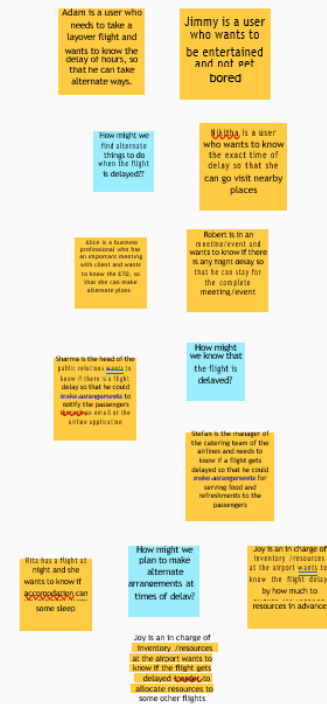 Adam is a user who
needs to take a
layover flight and
wants to know the
delay of hours, so
that he can take
alternate ways.
Jimmy is a user
who wants to
be entertained
and not get
bored
How might we
find alternate
things to do
when the flight
is delayed??
Nikitha is a user
who wants to know
the exact time of
delay so that she
can go visit nearby
places
Alice is a business
professional who has
an important meeting
with client and wants
to know the ETD, so
that she can make
alternate plans
Robert is in an
meeting/event and
wants to know if there
is any flight delay so
that he can stay for
the complete
meeting/event
Sharma is the head of the
public relations wants to
know if there is a flight
delay so that he could
make aarrangements to
notify the passengers
an email or the
airline application
How might
we know that
the flight is
delayed?
Stefan is the manager of
the catering team of the
airlines and needs to
know if a flight gets
delayed so that he could
make aarrangements for
serving food and
refreshments to the
passengers
Rita has a flight at
night and she
wants to know if
accomodation can
some sleep
How might we
plan to make
alternate
arrangements at
times of delay?
Joy is an in charge of
inventory /resources
at the airport wants to
know the flight delay
by how much to
resources in advance
Joy is an in charge of
inventory /resources
at the airport wants to
know if the flight gets
delayed to
allocate resources to
some other flights